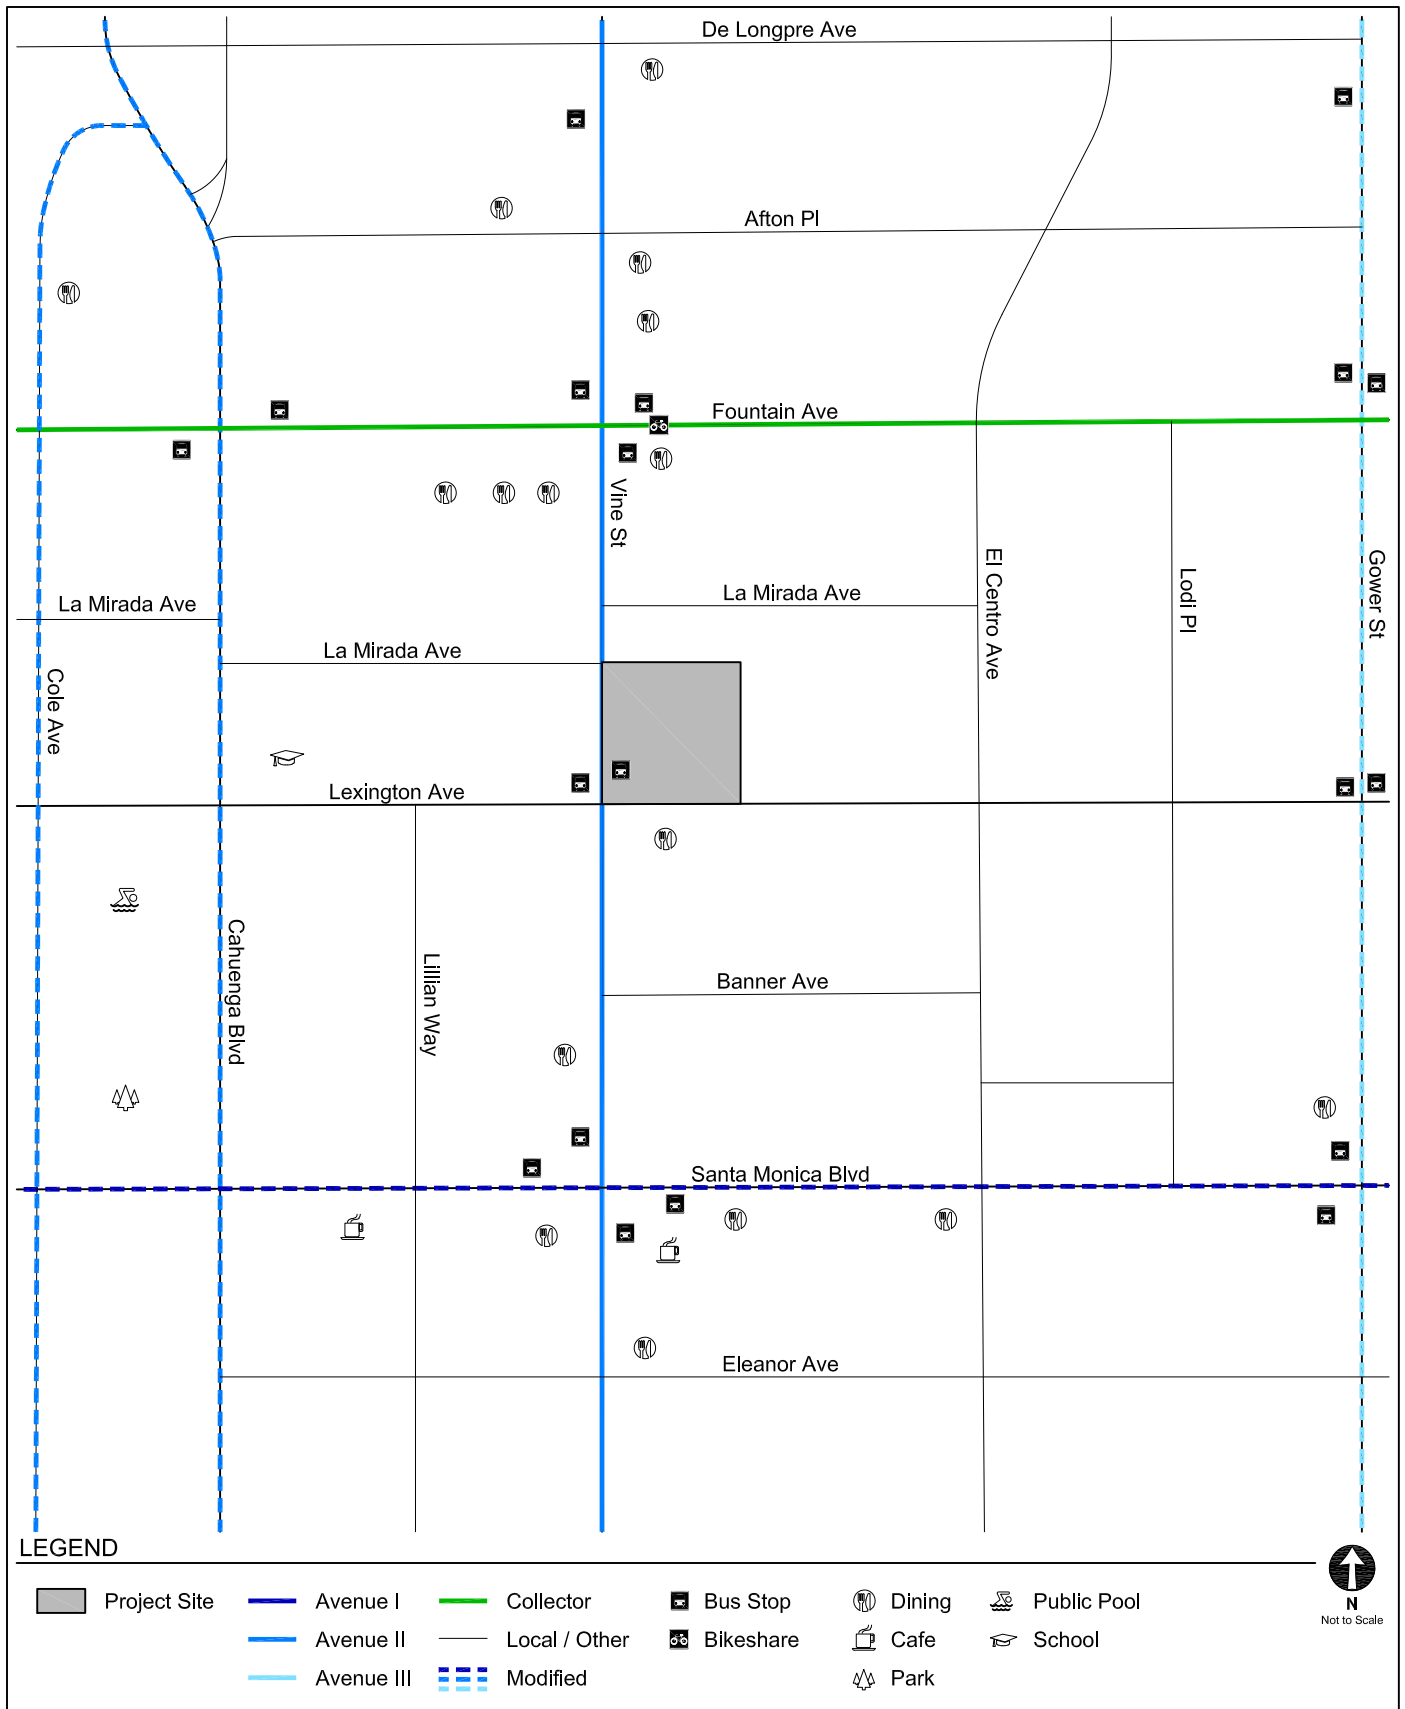 De Longpre Ave
Afton Pl
Fountain Ave
Vine St
El Centro Ave
Lodi Pl
Gower St
La Mirada Ave
La Mirada Ave
La Mirada Ave
Cole Ave
Lexington Ave
Cahuenga Blvd
Lillian Way
Banner Ave
Santa Monica Blvd
Eleanor Ave
LEGEND
Project Site
Avenue I
Collector
Bus Stop
Dining
Public Pool
Avenue II
Local / Other
Bikeshare
Cafe
School
Avenue III
Modified
Park
N
Not to Scale